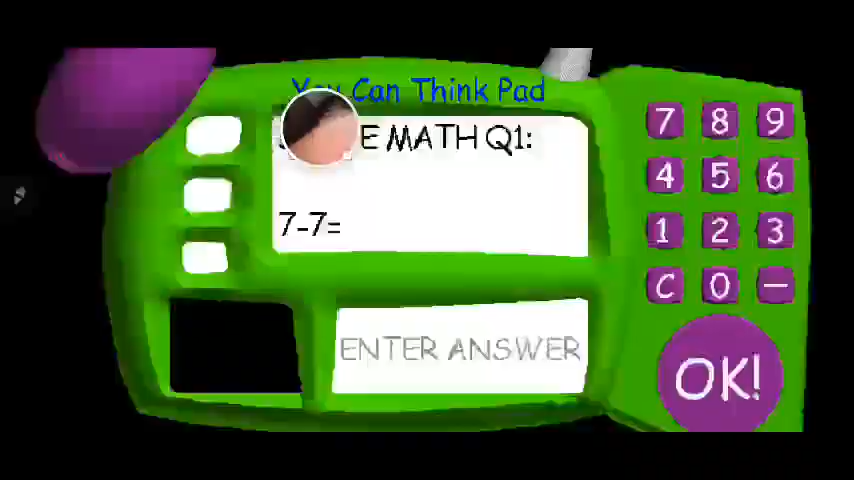 Can Think Pad
MATH Q1:
7-7=
ENTER ANSWER
7 8 9
4 5 6
1 2 3
C 0 —
OK!